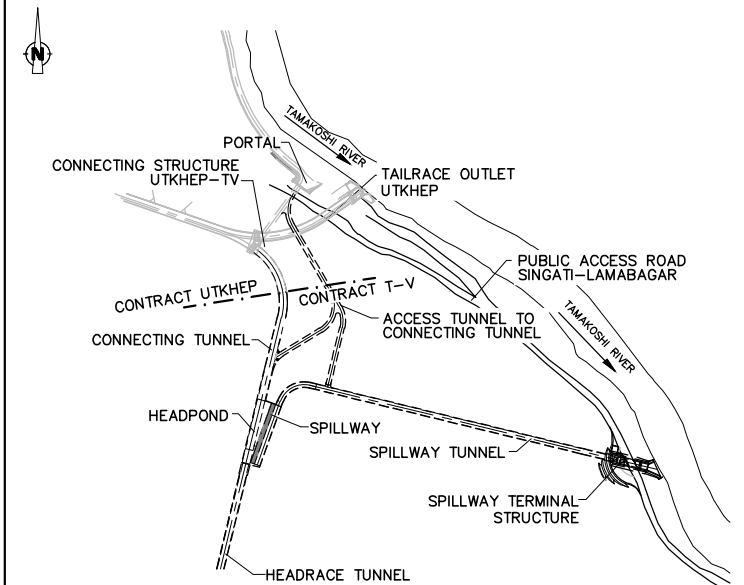 N
TAMAKOSHI RIVER
PORTAL
CONNECTING STRUCTURE
UTKHEP-TV
TAILRACE OUTLET
UTKHEP
PUBLIC ACCESS ROAD
SINGATI-LAMABAGAR
CONTRACT UTKHEP
CONTRACT T-V
TAMAKOSHI RIVER
ACCESS TUNNEL TO
CONNECTING TUNNEL
CONNECTING TUNNEL
HEADPOND
SPILLWAY
SPILLWAY TUNNEL
SPILLWAY TERMINAL
STRUCTURE
HEADRACE TUNNEL